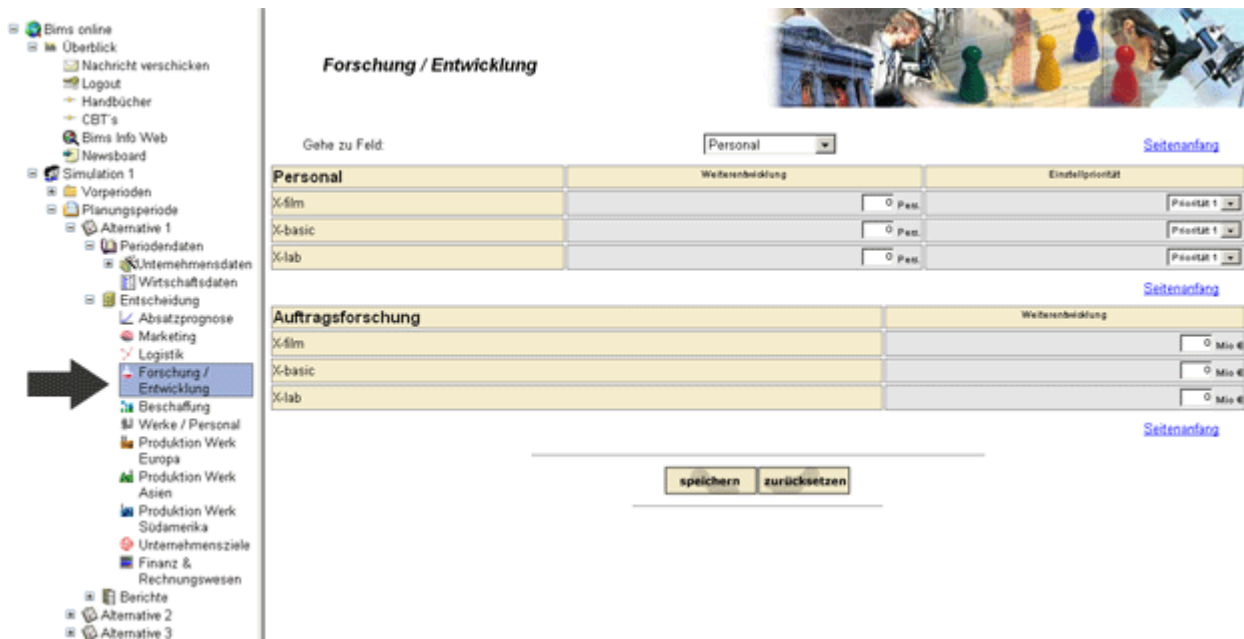 Bims online
Überblick
Nachricht verschicken
Logout
Handbücher
CBT's
Bims Info Web
Newsboard
Simulation 1
Vorperioden
Planungsperiode
Alternative 1
Periodendaten
Unternehmensdaten
Wirtschaftsdaten
Entscheidung
Absatzprognose
Marketing
Logistik
Forschung /
Entwicklung
Beschaffung
Werke / Personal
Produktion Werk
Europa
Produktion Werk
Asien
Produktion Werk
Südamerika
Unternehmensziele
Finanz &
Rechnungswesen
Berichte
Alternative 2
Alternative 3
Forschung / Entwicklung
Gehe zu Feld: Personal Seitenanfang
Personal Weiterentwicklung Einstellpriorität
X-film 0 Pers. Priorität 1
X-basic 0 Pers. Priorität 1
X-lab 0 Pers. Priorität 1
Seitenanfang
Auftragsforschung Weiterentwicklung
X-film 0 Mio €
X-basic 0 Mio €
X-lab 0 Mio €
Seitenanfang
speichern zurücksetzen